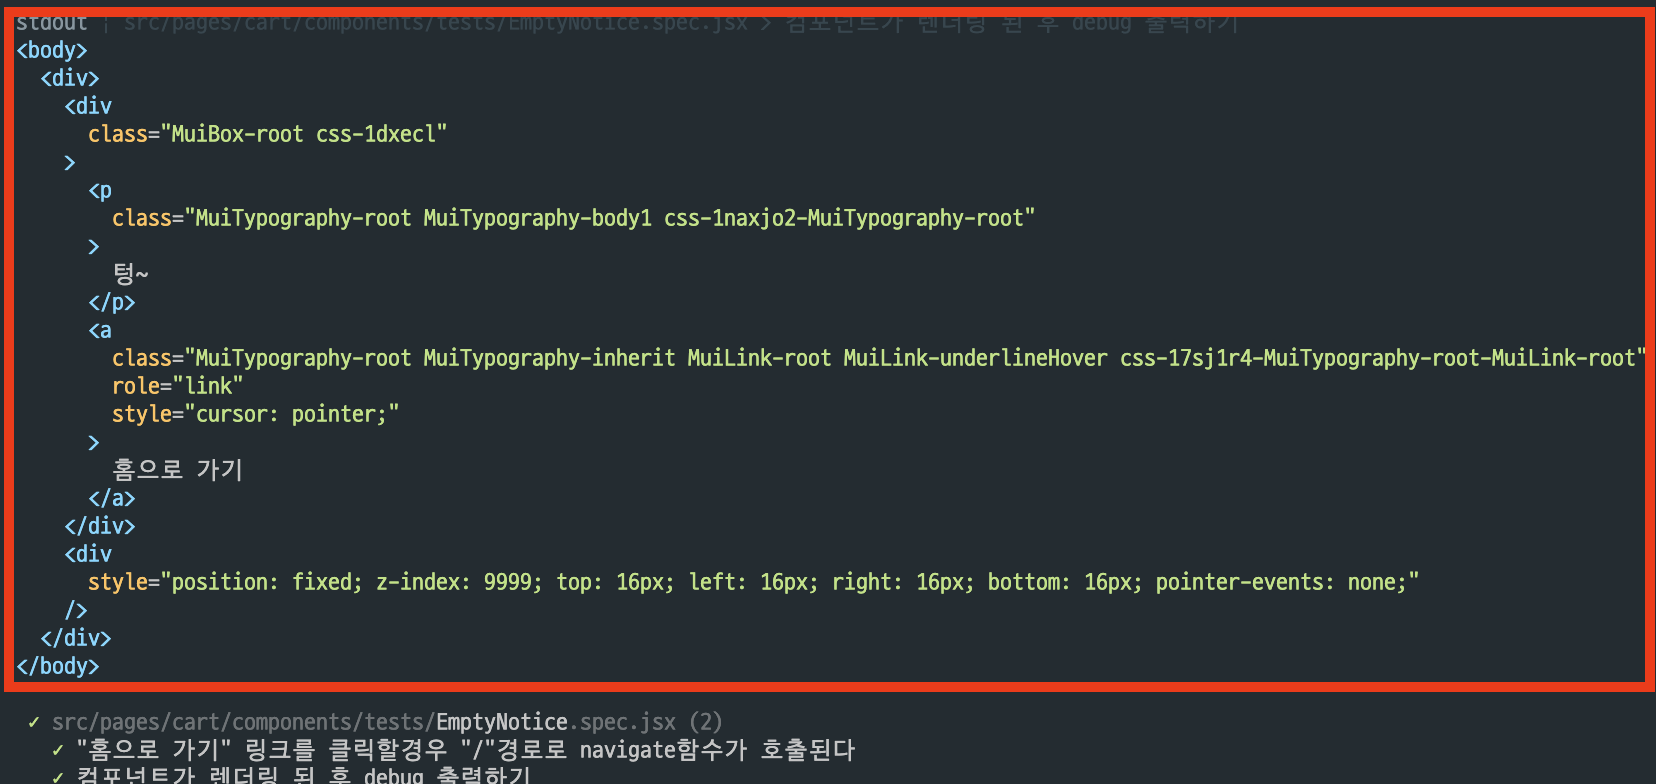 stdout | src/pages/cart/components/tests/EmptyNotice.spec.jsx > 컴포넌트가 렌더링 된 후 debug 출력하기
<body>
  <div>
    <div
      class="MuiBox-root css-1dxecl"
    >
      <p
        class="MuiTypography-root MuiTypography-body1 css-1naxjo2-MuiTypography-root"
      >
        텅~
      </p>
      <a
        class="MuiTypography-root MuiTypography-inherit MuiLink-root MuiLink-underlineHover css-17sj1r4-MuiTypography-root-MuiLink-root"
        role="link"
        style="cursor: pointer;"
      >
        홈으로 가기
      </a>
    </div>
    <div
      style="position: fixed; z-index: 9999; top: 16px; left: 16px; right: 16px; bottom: 16px; pointer-events: none;"
    />
  </div>
</body>
✓ src/pages/cart/components/tests/EmptyNotice.spec.jsx (2)
✓ "홈으로 가기" 링크를 클릭할경우 "/"경로로 navigate함수가 호출된다
✓ 컴포넌트가 렌더링 된 후 debug 출력하기